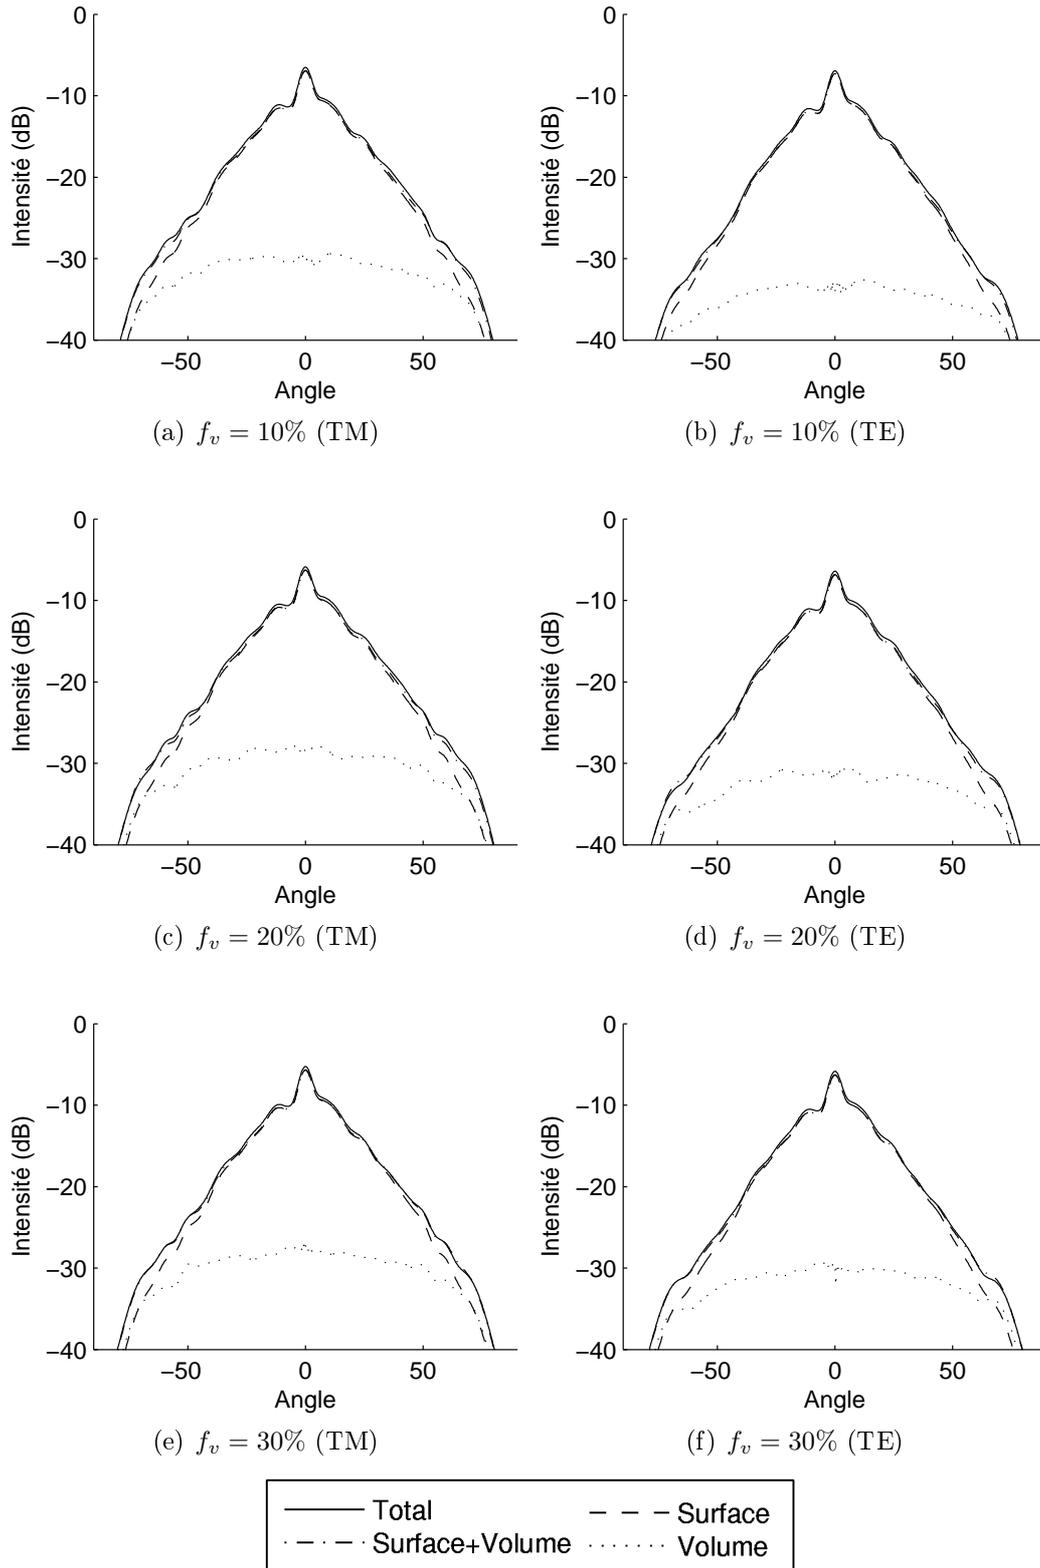 0
−10
−20
−30
−40
Intensité (dB)
−50 0 50
Angle
(a) f_v = 10% (TM)
0
−10
−20
−30
−40
Intensité (dB)
−50 0 50
Angle
(b) f_v = 10% (TE)
0
−10
−20
−30
−40
Intensité (dB)
−50 0 50
Angle
(c) f_v = 20% (TM)
0
−10
−20
−30
−40
Intensité (dB)
−50 0 50
Angle
(d) f_v = 20% (TE)
0
−10
−20
−30
−40
Intensité (dB)
−50 0 50
Angle
(e) f_v = 30% (TM)
0
−10
−20
−30
−40
Intensité (dB)
−50 0 50
Angle
(f) f_v = 30% (TE)
Total
Surface
Surface+Volume
Volume